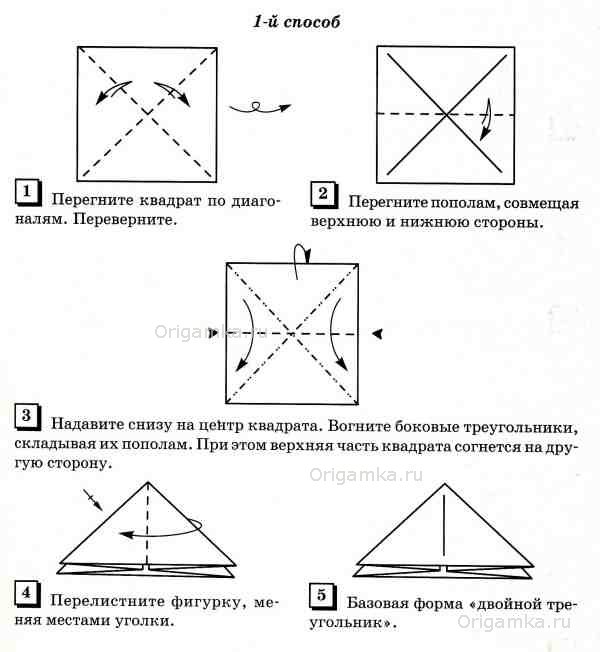 1-й способ
1 Перегните квадрат по диаго-
налям. Переверните.
2 Перегните пополам, совмещая
верхнюю и нижнюю стороны.
Origamka.ru
3 Надавите снизу на центр квадрата. Вогните боковые треугольники,
складывая их пополам. При этом верхняя часть квадрата согнется на дру-
гую сторону.
Origamka.ru
4 Перелистните фигурку, ме-
няя местами уголки.
5 Базовая форма «двойной тре-
угольник».
Origamka.ru